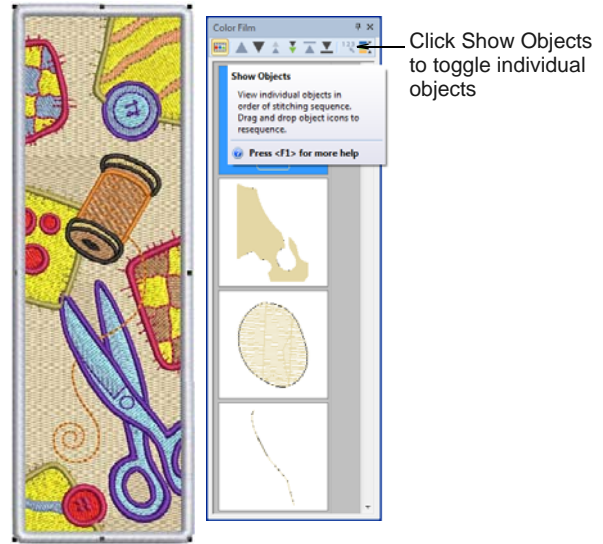 Color Film
Show Objects
View individual objects in
order of stitching sequence.
Drag and drop object icons to
resequence.
Press <F1> for more help
Click Show Objects
to toggle individual
objects